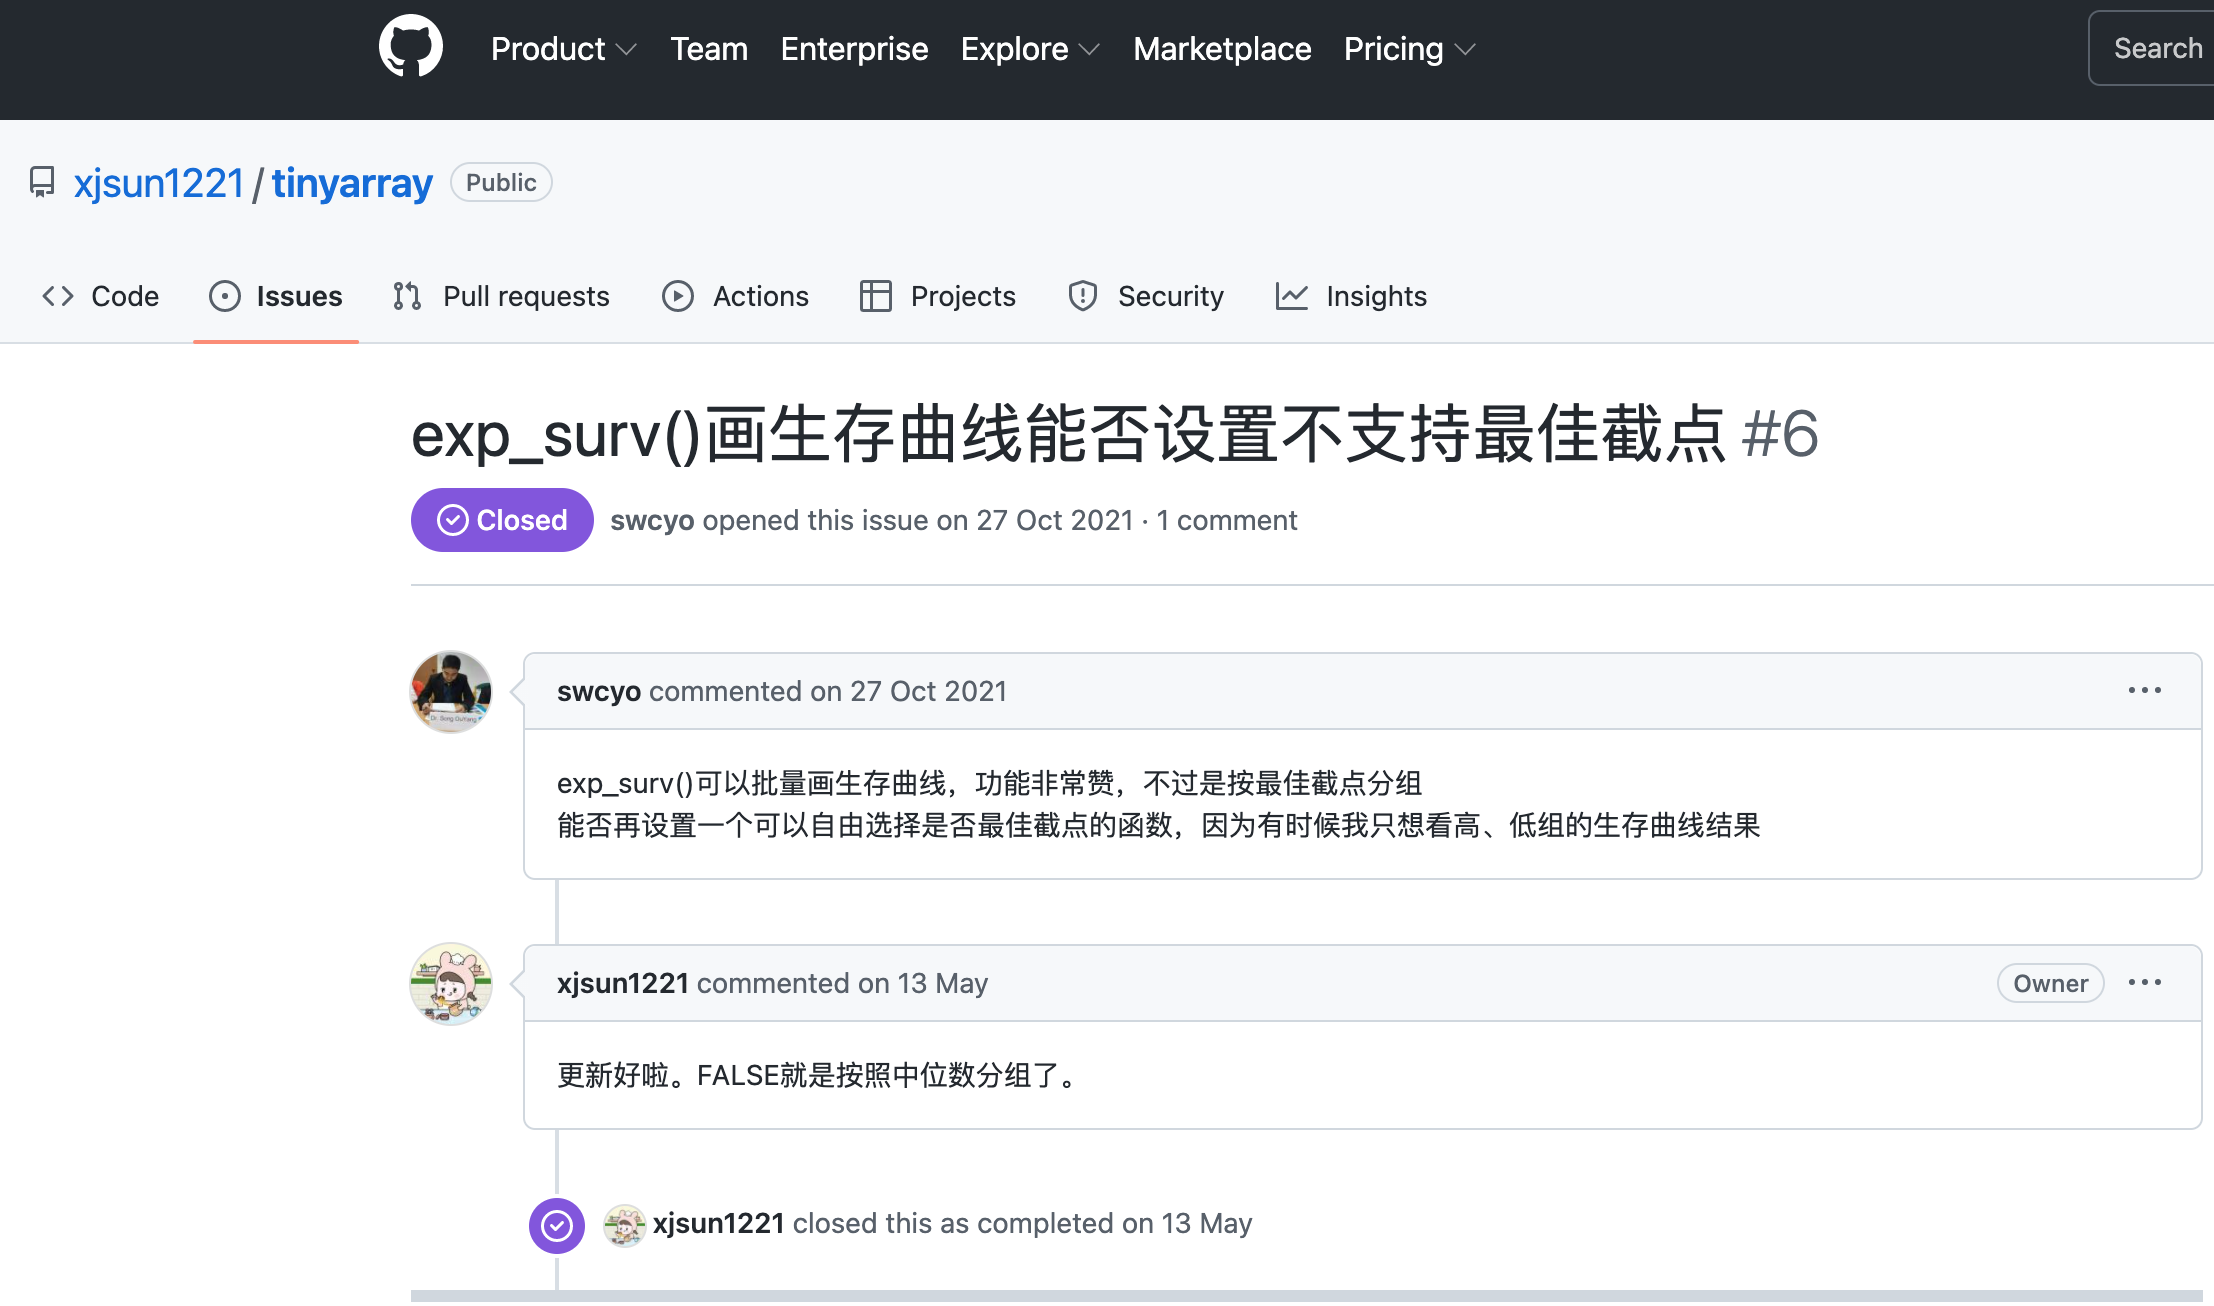 Product Team Enterprise Explore Marketplace Pricing Search
xjsun1221 / tinyarray Public
Code Issues Pull requests Actions Projects Security Insights
exp_surv()画生存曲线能否设置不支持最佳截点 #6
Closed swcyo opened this issue on 27 Oct 2021 · 1 comment
swcyo commented on 27 Oct 2021
exp_surv()可以批量画生存曲线，功能非常赞，不过是按最佳截点分组
能否再设置一个可以自由选择是否最佳截点的函数，因为有时候我只想看高、低组的生存曲线结果
xjsun1221 commented on 13 May Owner
更新好啦。FALSE就是按照中位数分组了。
xjsun1221 closed this as completed on 13 May